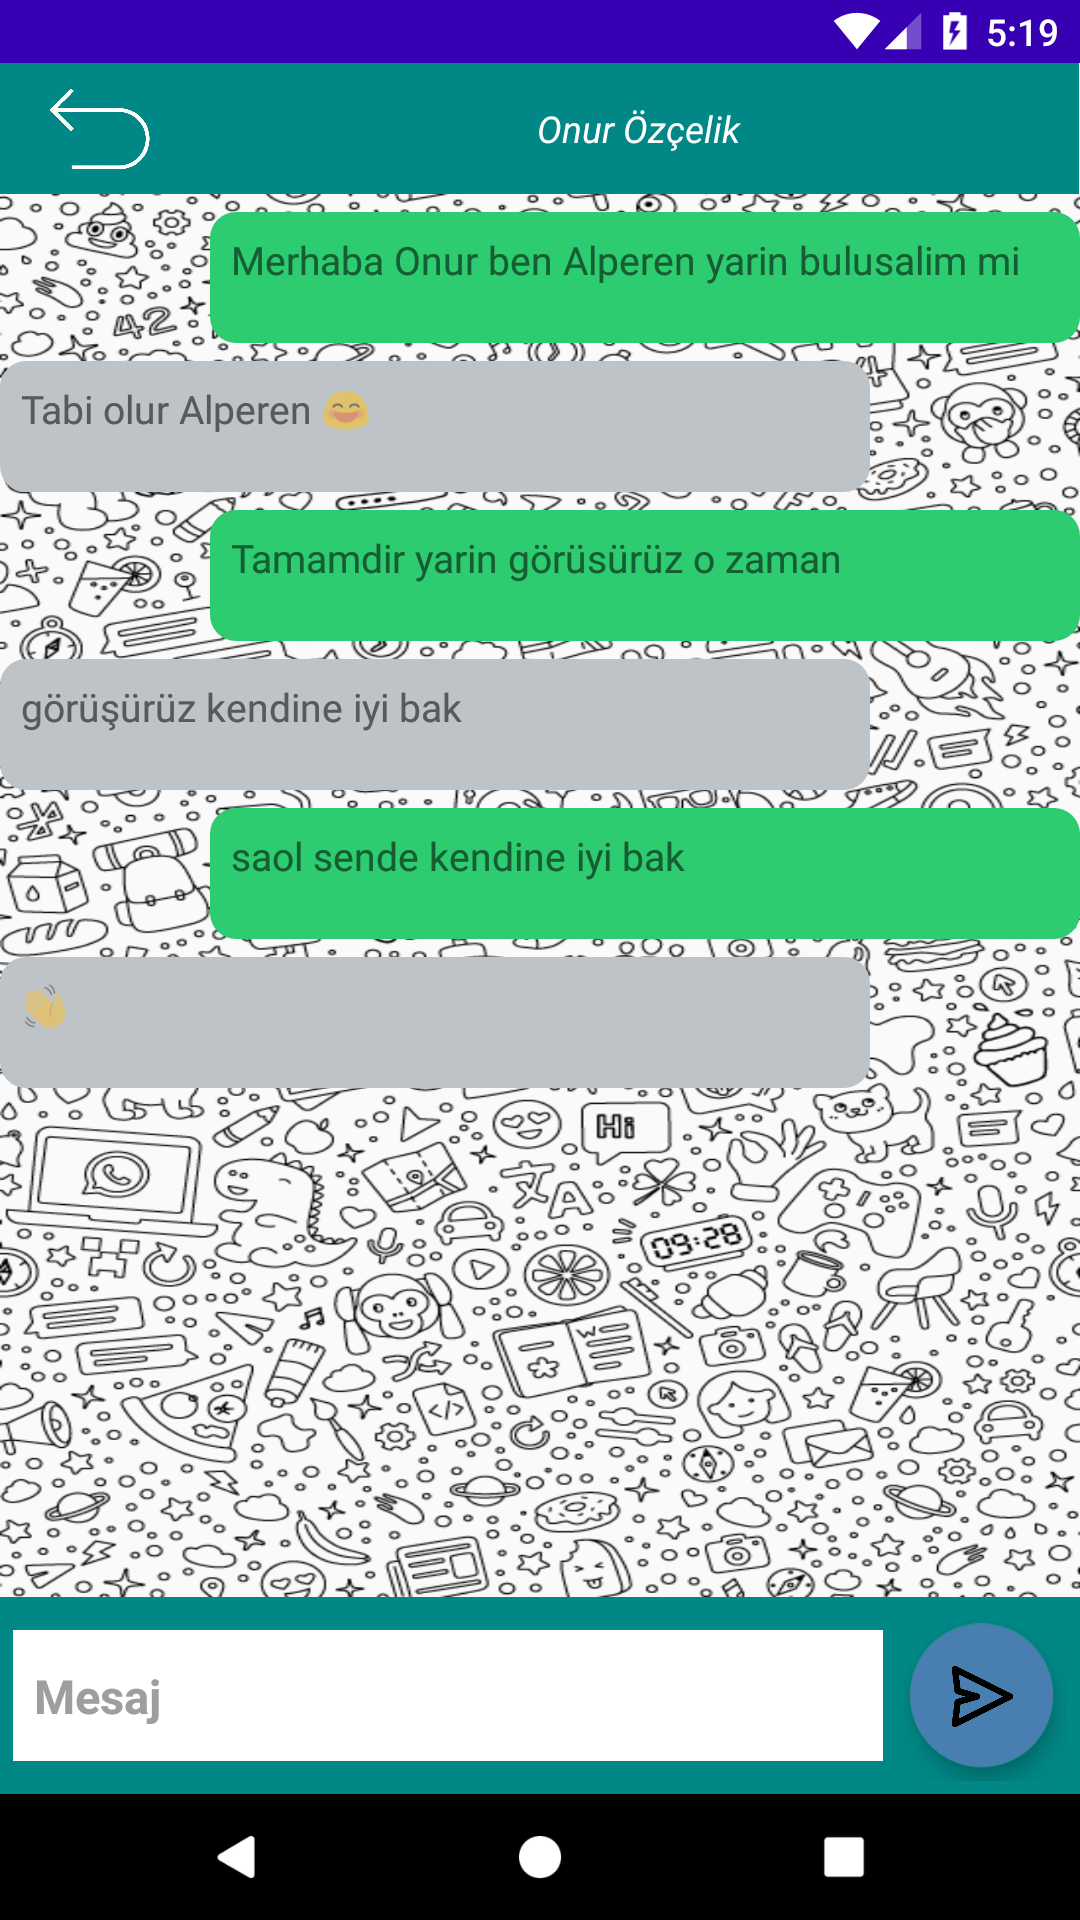 5:19
Onur Özçelik
Merhaba Onur ben Alperen yarin bulusalim mi
Tabi olur Alperen 😄
Tamamdir yarin görüsürüz o zaman
görüşürüz kendine iyi bak
saol sende kendine iyi bak
👋
42
Hi
09:28
W
</>
Mesaj